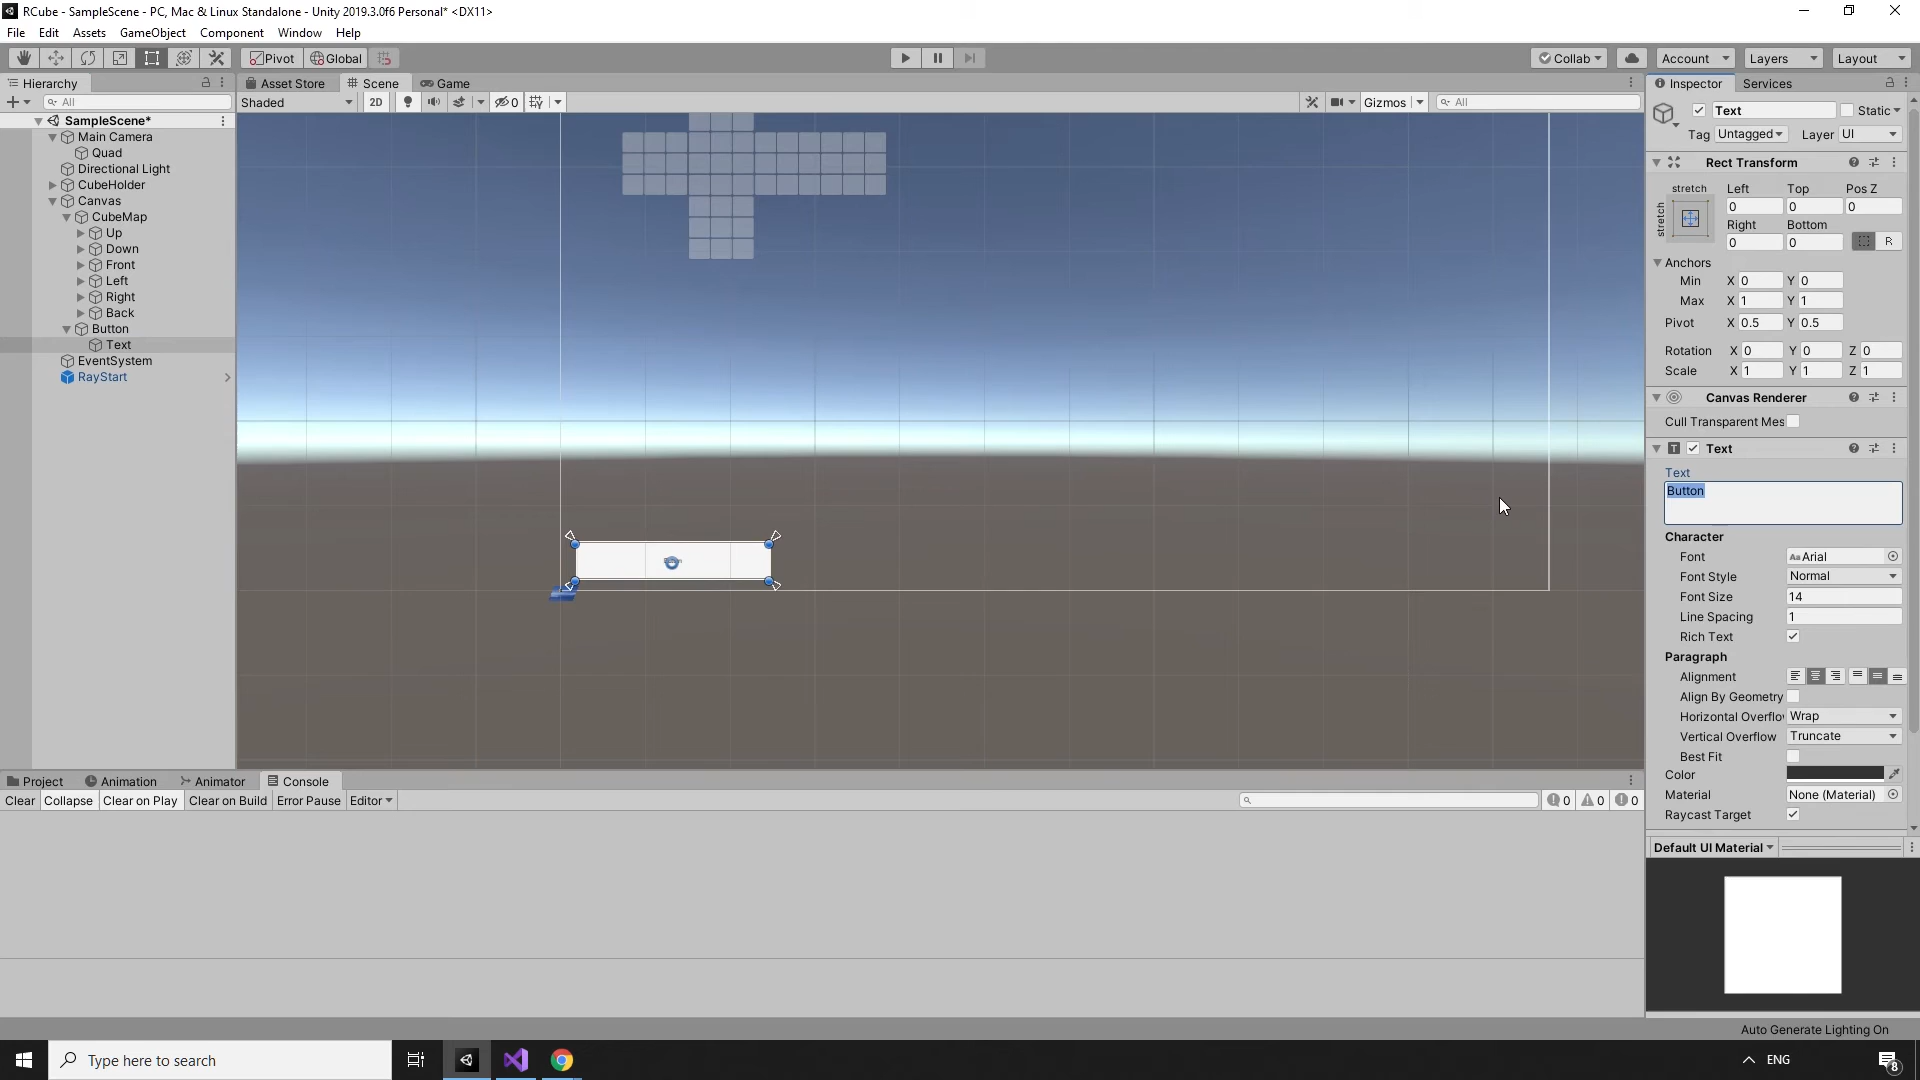 RCube - SampleScene - PC, Mac & Linux Standalone - Unity 2019.3.0f6 Personal* <DX11>
File Edit Assets GameObject Component Window Help
Pivot Global Collab Account Layers Layout
Hierarchy Asset Store Scene Game Inspector Services
All Shaded 2D 0 Gizmos All
SampleScene*
Main Camera
Quad
Directional Light
CubeHolder
Canvas
CubeMap
Up
Down
Front
Left
Right
Back
Button
Text
EventSystem
RayStart
Text Static
Tag Untagged Layer UI
Rect Transform
stretch Left Top Pos Z
stretch
0 0 0
Right Bottom
0 0 R
Anchors
Min X 0 Y 0
Max X 1 Y 1
Pivot X 0.5 Y 0.5
Rotation X 0 Y 0 Z 0
Scale X 1 Y 1 Z 1
Canvas Renderer
Cull Transparent Mes
Text
Text
Button
Character
Font Aa Arial
Font Style Normal
Font Size 14
Line Spacing 1
Rich Text
Paragraph
Alignment
Align By Geometry
Horizontal Overflo Wrap
Vertical Overflow Truncate
Best Fit
Color
Material None (Material)
Raycast Target
Default UI Material
Project Animation Animator Console
Clear Collapse Clear on Play Clear on Build Error Pause Editor 0 0 0
Auto Generate Lighting On
Type here to search ENG 8